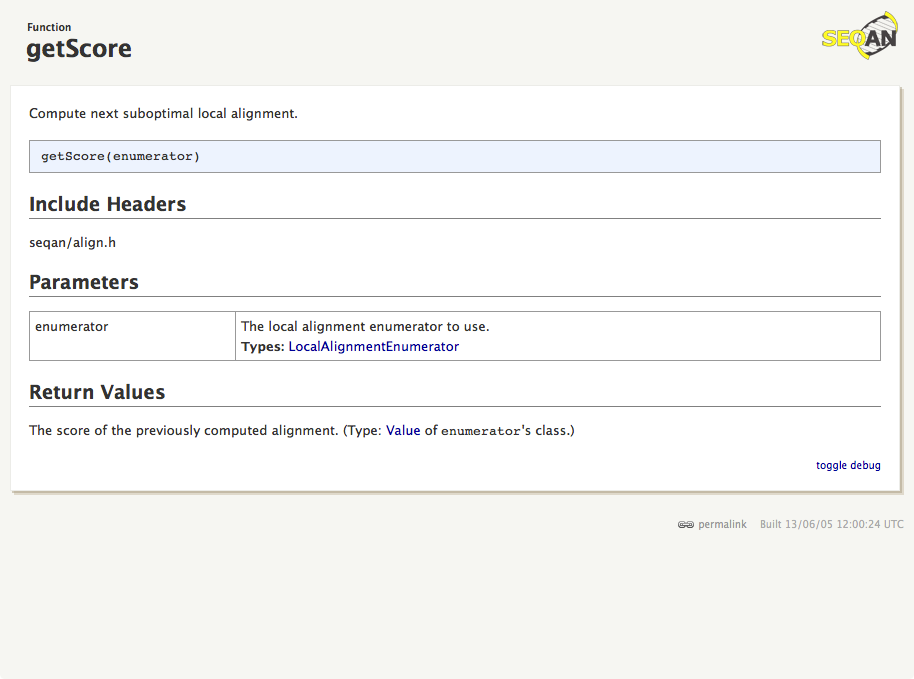 Function
getScore
SEQAN
Compute next suboptimal local alignment.
getScore(enumerator)
Include Headers
seqan/align.h
Parameters
enumerator
The local alignment enumerator to use.
Types: LocalAlignmentEnumerator
Return Values
The score of the previously computed alignment. (Type: Value of enumerator's class.)
toggle debug
permalink Built 13/06/05 12:00:24 UTC